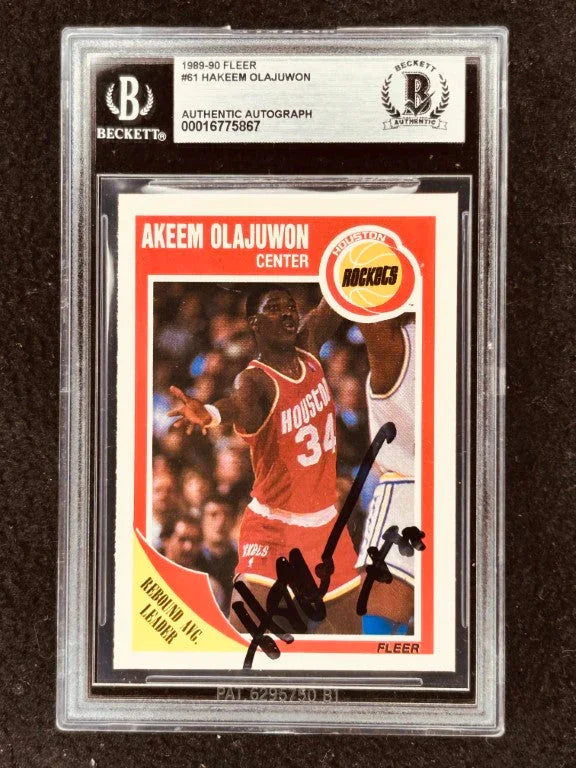 1989-90 FLEER
#61 HAKEEM OLAJUWON
AUTHENTIC AUTOGRAPH
00016775867
B
BECKETT®
BECKETT
B
AUTHENTIC
AKEEM OLAJUWON
CENTER
HOUSTON
ROCKETS
HOUSTON
34
REBOUND AVG.
LEADER
FLEER
PAT 6295750 B1